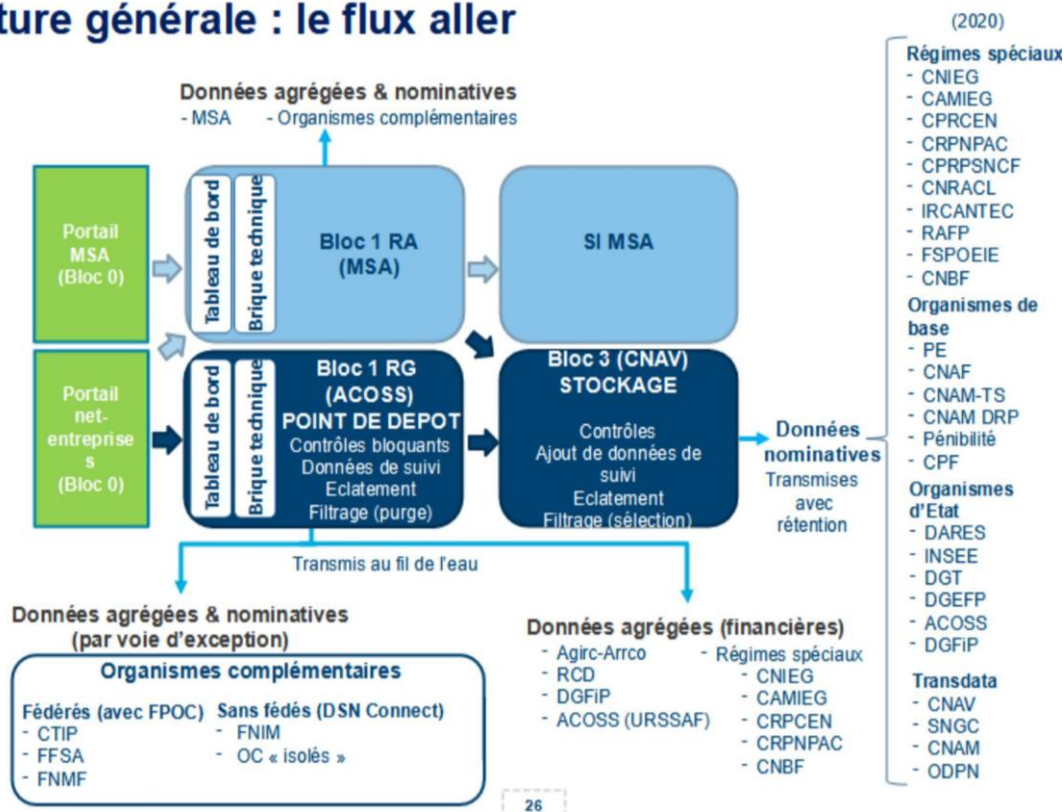 ture générale : le flux aller
(2020)
Données agrégées & nominatives
- MSA - Organismes complémentaires
Portail
MSA
(Bloc 0)
Tableau de bord
Brique technique
Bloc 1 RA
(MSA)
SI MSA
Portail
net-
entreprise
s
(Bloc 0)
Tableau de bord
Brique technique
Bloc 1 RG
(ACOSS)
POINT DE DEPOT
Contrôles bloquants
Données de suivi
Eclatement
Filtrage (purge)
Bloc 3 (CNAV)
STOCKAGE
Contrôles
Ajout de données de
suivi
Eclatement
Filtrage (sélection)
Données
nominatives
Transmises
avec
rétention
Régimes spéciaux
- CNIEG
- CAMIEG
- CPRCEN
- CRPNPAC
- CPRPSNCF
- CNRACL
- IRCANTEC
- RAFP
- FSPOEIE
- CNBF
Organismes de
base
- PE
- CNAF
- CNAM-TS
- CNAM DRP
- Pénibilité
- CPF
Organismes
d'Etat
- DARES
- INSEE
- DGT
- DGEFP
- ACOSS
- DGFiP
Transdata
- CNAV
- SNGC
- CNAM
- ODPN
Transmis au fil de l'eau
Données agrégées & nominatives
(par voie d'exception)
Organismes complémentaires
Fédérés (avec FPOC)
- CTIP
- FFSA
- FNMF
Sans fédés (DSN Connect)
- FNIM
- OC « isolés »
Données agrégées (financières)
- Agirc-Arrco
- RCD
- DGFiP
- ACOSS (URSSAF)
- Régimes spéciaux
- CNIEG
- CAMIEG
- CRPCEN
- CRPNPAC
- CNBF
26